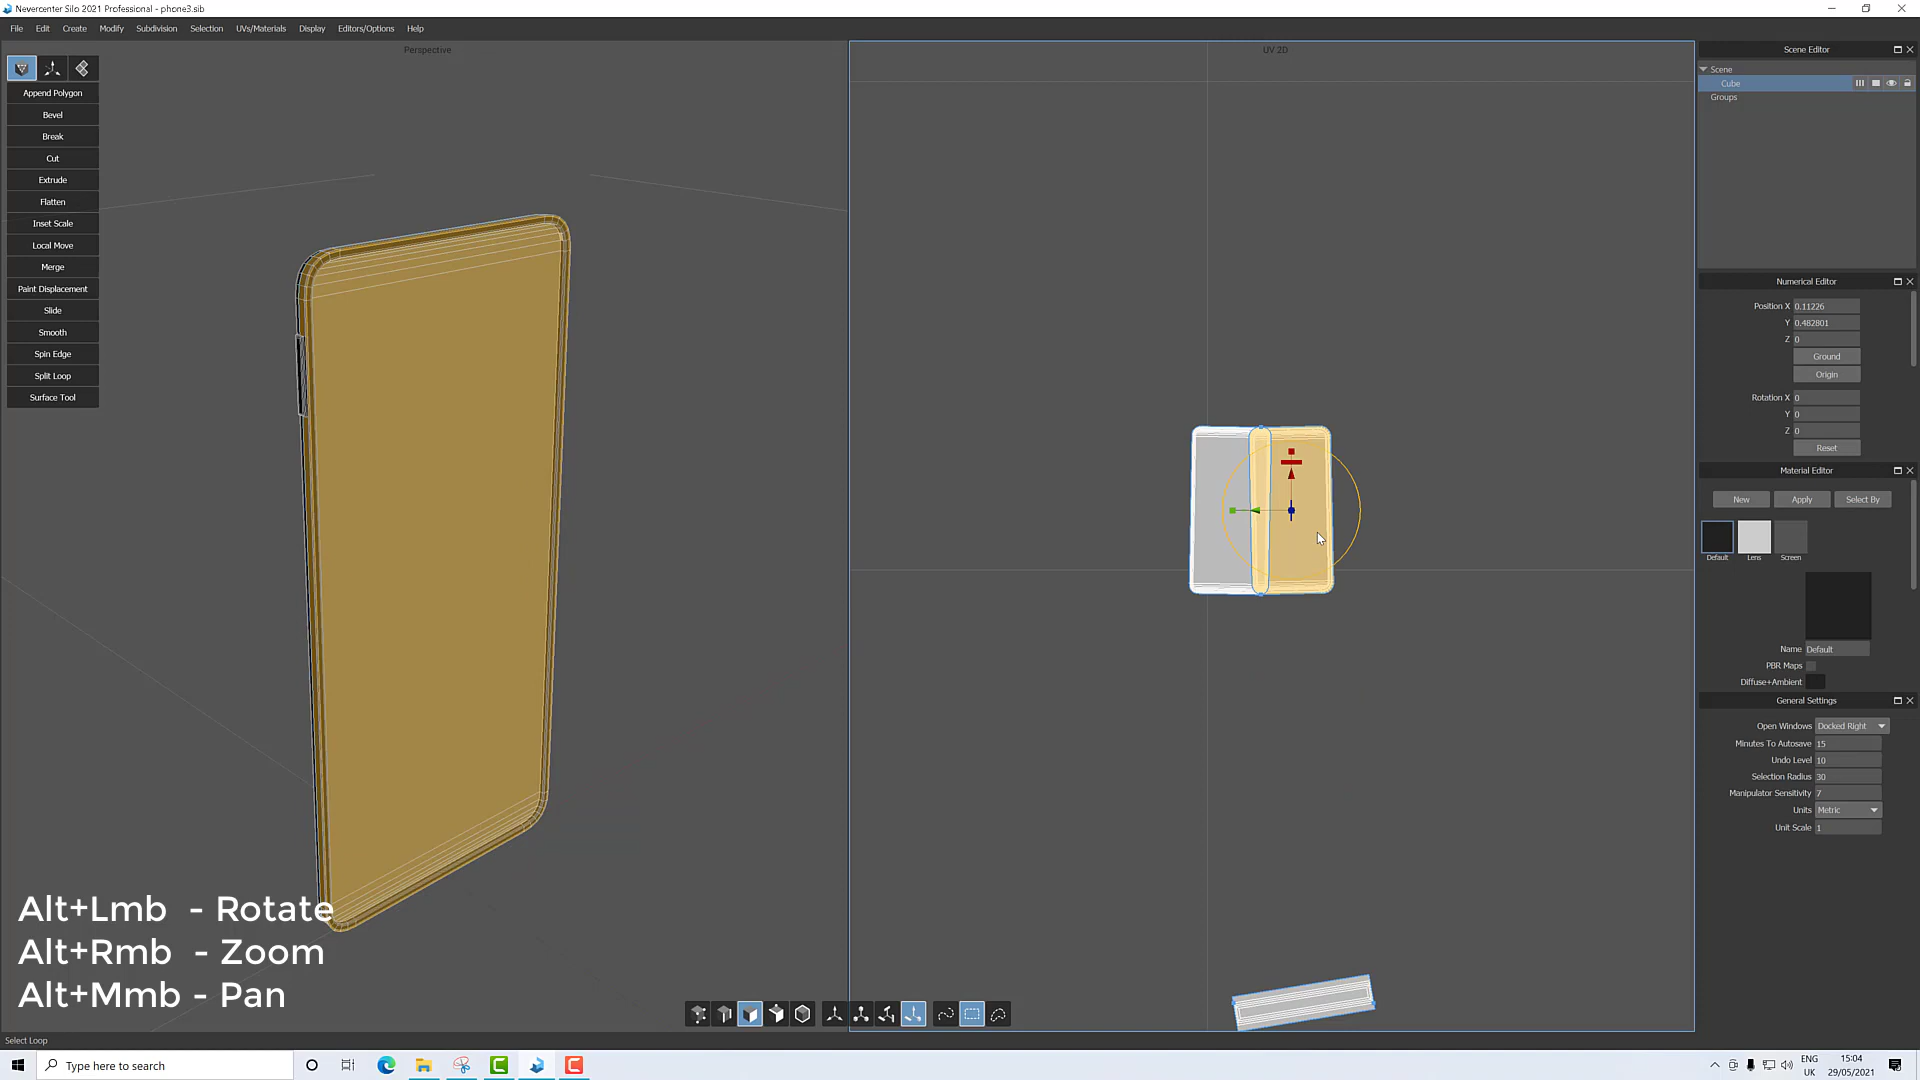 Nevercenter Silo 2021 Professional - phone3.sib
File Edit Create Modify Subdivision Selection UVs/Materials Display Editors/Options Help
Perspective
UV 2D
Append Polygon
Bevel
Break
Cut
Extrude
Flatten
Inset Scale
Local Move
Merge
Paint Displacement
Slide
Smooth
Spin Edge
Split Loop
Surface Tool
Scene Editor
Scene
Cube
Groups
Numerical Editor
Position X 0.11226
Y 0.482801
Z 0
Ground
Origin
Rotation X 0
Y 0
Z 0
Reset
Material Editor
New Apply Select By
Default Lens Screen
Name Default
PBR Maps
Diffuse+Ambient
General Settings
Open Windows Docked Right
Minutes To Autosave 15
Undo Level 10
Selection Radius 30
Manipulator Sensitivity 7
Units Metric
Unit Scale 1
Alt+Lmb - Rotate
Alt+Rmb - Zoom
Alt+Mmb - Pan
Select Loop
Type here to search
ENG
UK
15:04
29/05/2021